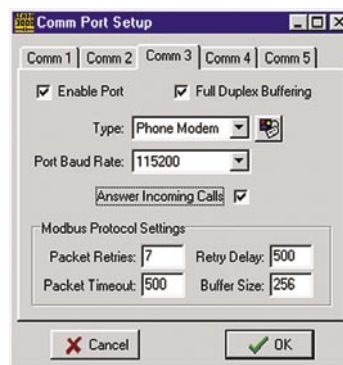 SCADA
3000
Comm Port Setup
Comm 1 Comm 2 Comm 3 Comm 4 Comm 5
Enable Port Full Duplex Buffering
Type: Phone Modem
Port Baud Rate: 115200
Answer Incoming Calls
Modbus Protocol Settings
Packet Retries: 7 Retry Delay: 500
Packet Timeout: 500 Buffer Size: 256
Cancel OK